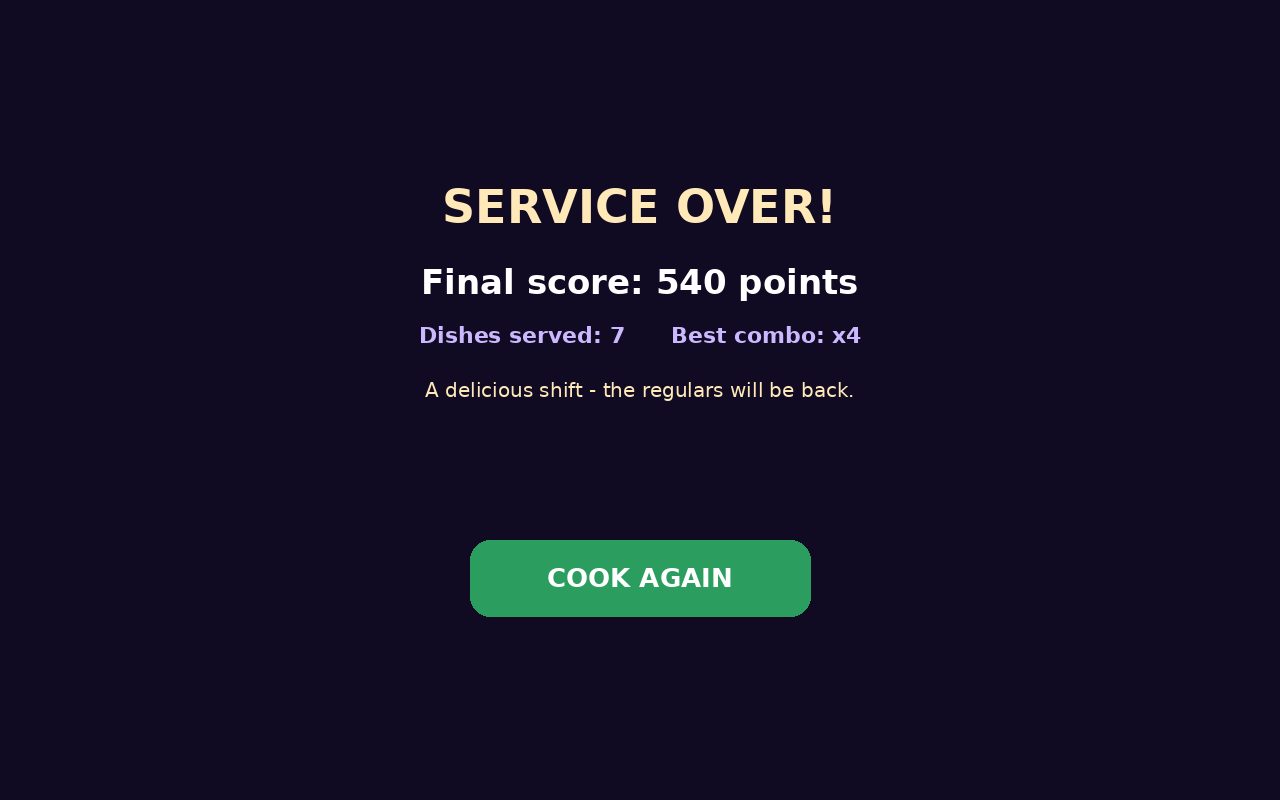 SERVICE OVER!
Final score: 540 points
Dishes served: 7 Best combo: x4
A delicious shift - the regulars will be back.
COOK AGAIN